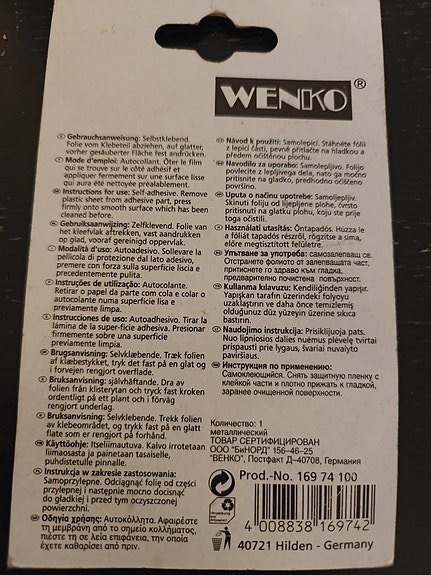 WENKO®
Gebrauchsanweisung: Selbstklebend.
Folie vom Klebeteil abziehen, auf glatter,
vorher gesäuberter Fläche fest andrücken.
Mode d'emploi: Autocollant. Ôter le film
qui se trouve sur le côté adhésif et
appliquer fermement sur une surface lisse
qui aura été nettoyée préalablement.
Instructions for use: Self-adhesive. Remove
plastic sheet from adhesive part, press
firmly onto smooth surface which has been
cleaned before.
Gebruiksaanwijzing: Zelfklevend. Folie van
het kleefvlak aftrekken, vast aandrukken
op glad, vooraf gereinigd oppervlak.
Modalità d'uso: Autoadesivo. Sollevare la
pellicola di protezione dal lato adesivo,
premere con forza sulla superficie liscia e
precedentemente pulita.
Instruções de utilização: Autocolante.
Retirar o papel da parte com cola e colar o
autocolante numa superfície lisa e
previamente limpa.
Instrucciones de uso: Autoadhesivo. Tirar la
lámina de la super-ficie adhesiva. Presionar
firmemente sobre una superficie
previamente limpia.
Brugsanvisning: Selvklæbende. Træk folien
af klæbestykket, tryk det fast på en glat og
i forvejen rengjort overflade.
Bruksanvisning: självhäftande. Dra av
folien från klisterytan och tryck fast kroken
ordentligt på ett plant och i förväg
rengjort underlag.
Bruksanvisning: Selvklebende. Trekk folien
av klebeområdet, og trykk fast på en glatt
flate som er rengjort på forhånd.
Käyttöohje: Itseliimautuva. Kalvo irrotetaan
liimaosasta ja painetaan tasaiselle,
puhdistetulle pinnalle.
Instrukcja w zakresie zastosowania:
Samoprzylepne. Odciągnąć folię od części
przylepnej i następnie mocno docisnąć
do gładkiej i przed tym oczyszczonej
powierzchni.
Οδηγία χρήσης: Αυτοκόλλητα. Αφαιρέστε
τη μεμβράνη από το σημείο κολλήματος,
πιέστε τη σε λεία επιφάνεια, την οποία
έχετε καθαρίσει από πριν.
Návod k použití: Samolepicí. Stáhněte fólii
z lepicí části, pevně přitlačte na hladkou a
předem očištěnou plochu.
Navodilo za uporabo: Samolepljivo. Folijo
povlecite z lepljivega dela, nato ga močno
pritisnite na gladko, predhodno očiščeno
površino.
Uputa o načinu upotrebe: Samoljepljiv.
Skinuti foliju od lijepljene plohe, čvrsto
pritisnuti na glatku plohu, koju ste prije
toga očistili.
Használati utasítás: Öntapadós. Húzza le
a fóliát tapadós részről, rögzítse a sima,
előre megtisztított felületre.
Упътване за употреба: самозалепващ се.
Отстранете фолиото от залепващата част,
притиснете го здраво към гладка,
предварително почистена повърхност.
Kullanma kılavuzu: Kendiliğinden yapışır.
Yapışkan tarafın üzerindeki folyoyu
uzaklaştırın ve daha önce temizlemiş
olduğunuz düz yüzeyin üzerine sıkıca
bastırın.
Naudojimo instrukcija: Prisiklijuoja pats.
Nuo lipniosios dalies nuėmus plėvelę tvirtai
prispausti prie lygaus, švariai nuvalyto
paviršiaus.
Инструкция по применению:
Самоклеющийся. Снять защитную пленку с
клейкой части и плотно прижать к гладкой,
заранее очищенной поверхности.
Количество: 1
металлический
ТОВАР СЕРТИФИЦИРОВАН
ООО "БиНОРД" 156-46-25
"ВЕНКО", Постфакт Д-40708, Германия
Prod.-No. 169 74 100
4 008838 169742
40721 Hilden - Germany